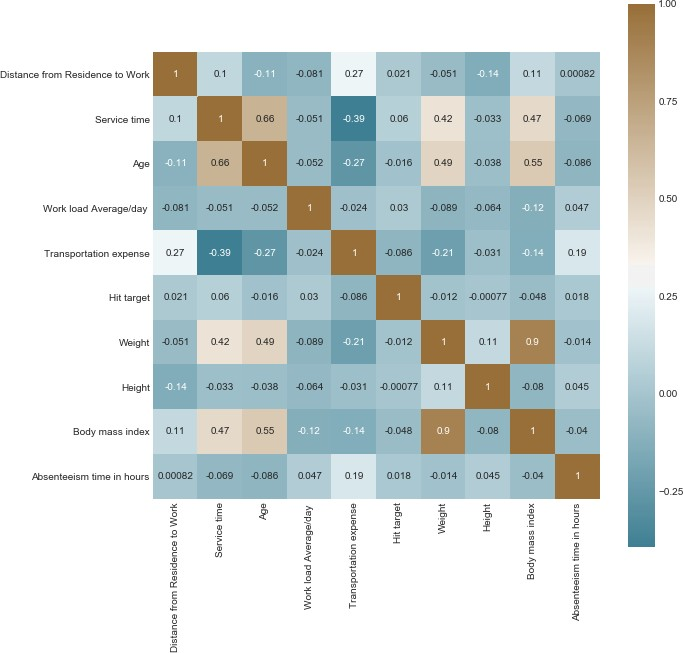 1.00
Distance from Residence to Work 1 0.1 -0.11 -0.081 0.27 0.021 -0.051 -0.14 0.11 0.00082
0.75
Service time 0.1 1 0.66 -0.051 -0.39 0.06 0.42 -0.033 0.47 -0.069
Age -0.11 0.66 1 -0.052 -0.27 -0.016 0.49 -0.038 0.55 -0.086
0.50
Work load Average/day -0.081 -0.051 -0.052 1 -0.024 0.03 -0.089 -0.064 -0.12 0.047
Transportation expense 0.27 -0.39 -0.27 -0.024 1 -0.086 -0.21 -0.031 -0.14 0.19
0.25
Hit target 0.021 0.06 -0.016 0.03 -0.086 1 -0.012 -0.00077 -0.048 0.018
Weight -0.051 0.42 0.49 -0.089 -0.21 -0.012 1 0.11 0.9 -0.014
Height -0.14 -0.033 -0.038 -0.064 -0.031 -0.00077 0.11 1 -0.08 0.045
0.00
Body mass index 0.11 0.47 0.55 -0.12 -0.14 -0.048 0.9 -0.08 1 -0.04
Absenteeism time in hours 0.00082 -0.069 -0.086 0.047 0.19 0.018 -0.014 0.045 -0.04 1
−0.25
Distance from Residence to Work
Service time
Age
Work load Average/day
Transportation expense
Hit target
Weight
Height
Body mass index
Absenteeism time in hours